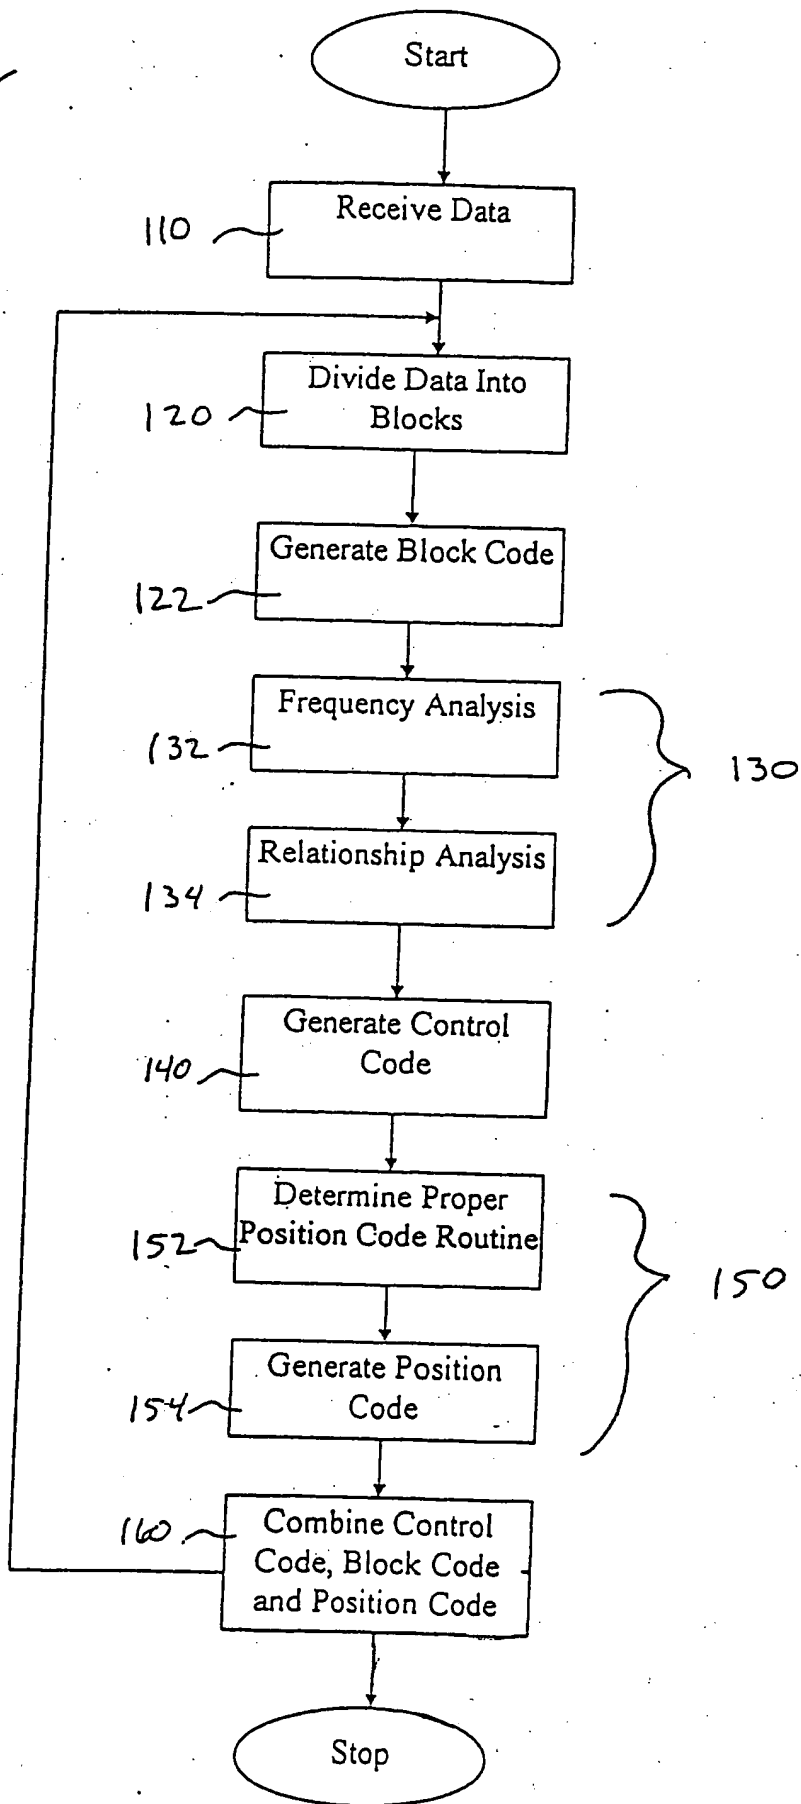 Start
Receive Data
110
Divide Data Into
Blocks
120
Generate Block Code
122
Frequency Analysis
132
130
Relationship Analysis
134
Generate Control
Code
140
Determine Proper
Position Code Routine
152
150
Generate Position
Code
154
Combine Control
Code, Block Code
and Position Code
160
Stop